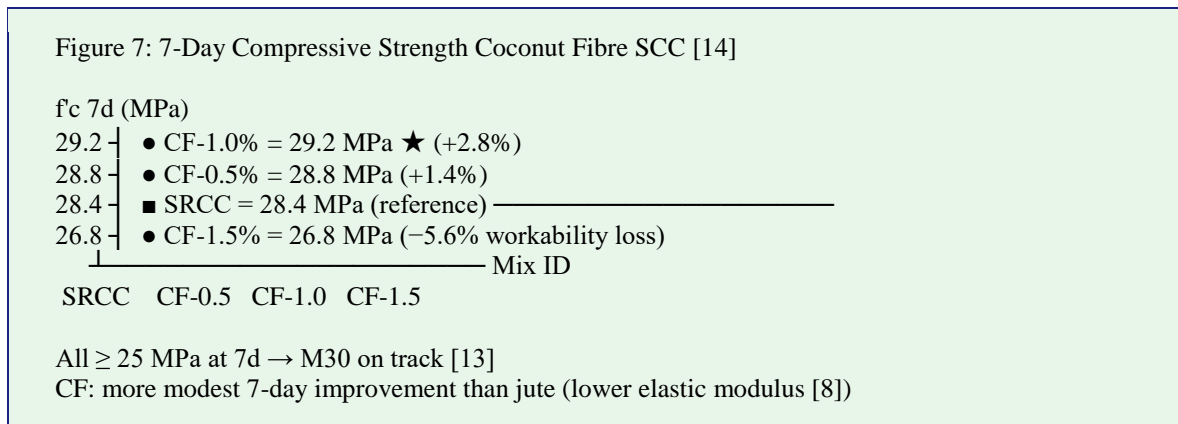 Figure 7: 7-Day Compressive Strength Coconut Fibre SCC [14]
f'c 7d (MPa)
29.2 ┤ ● CF-1.0% = 29.2 MPa ★ (+2.8%)
28.8 ┤ ● CF-0.5% = 28.8 MPa (+1.4%)
28.4 ┤ ■ SRCC = 28.4 MPa (reference) ────────────────
26.8 ┤ ● CF-1.5% = 26.8 MPa (−5.6% workability loss)
┴────────────────── Mix ID
SRCC CF-0.5 CF-1.0 CF-1.5
All ≥ 25 MPa at 7d → M30 on track [13]
CF: more modest 7-day improvement than jute (lower elastic modulus [8])